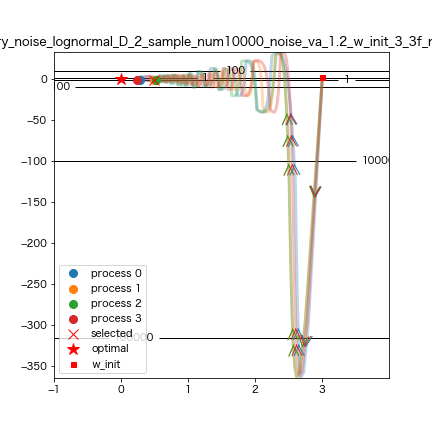 ry_noise_lognormal_D_2_sample_num10000_noise_va_1.2_w_init_3_3f_r
0
−50
−100
−150
−200
−250
−300
−350
100
1
1
00
10000
process 0
process 1
process 2
process 3
selected
optimal
w_init
−1
0
1
2
3